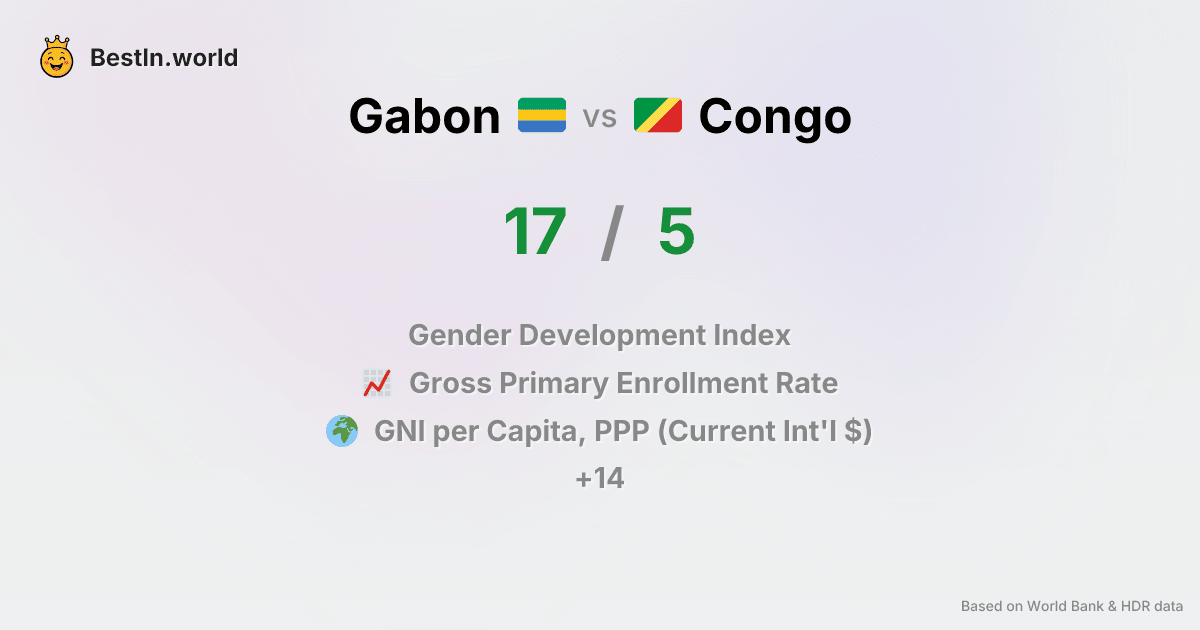 BestIn.world
Gabon vs Congo
17 / 5
Gender Development Index
Gross Primary Enrollment Rate
GNI per Capita, PPP (Current Int'l $)
+14
Based on World Bank & HDR data